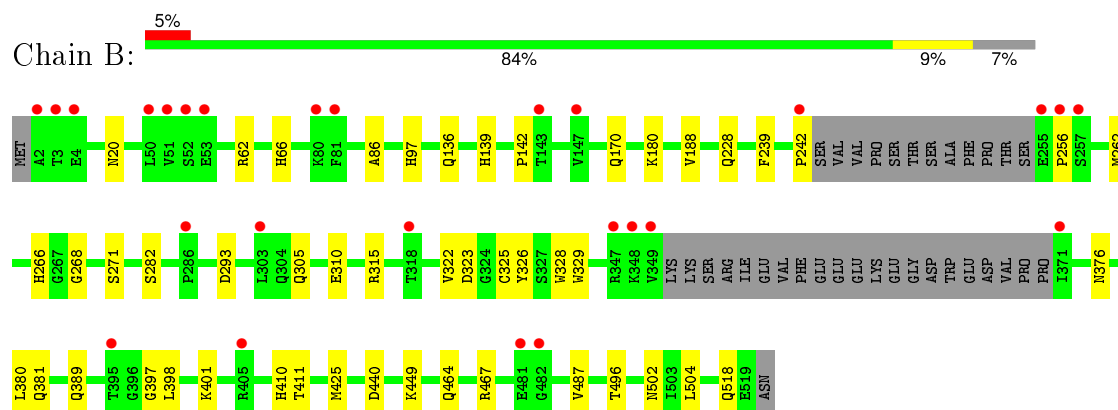 5%
Chain B:
84% 9% 7%
MET A2 T3 E4 N20 L50 V51 S52 E53 R62 H66 K80 F81 A86 H97 Q136 H139 P142 T143 V147 Q170 K180 V188 Q228 F239 P242 SER VAL VAL PRO SER THR SER ALA PHE PRO THR SER E255 P256 S257 M262
H266 G267 G268 S271 S282 P286 D293 L303 Q304 Q305 E310 R315 T318 V322 D323 G324 C325 Y326 S327 W328 W329 R347 K348 V349 LYS LYS SER ARG ILE GLU VAL PHE GLU GLU GLU LYS GLU GLY ASP TRP GLU ASP VAL PRO PRO I371 N376
L380 Q381 Q389 T395 G396 G397 L398 K401 R405 H410 T411 M425 D440 K449 Q464 R467 E481 G482 V487 T496 N502 I503 L504 Q518 E519 ASN